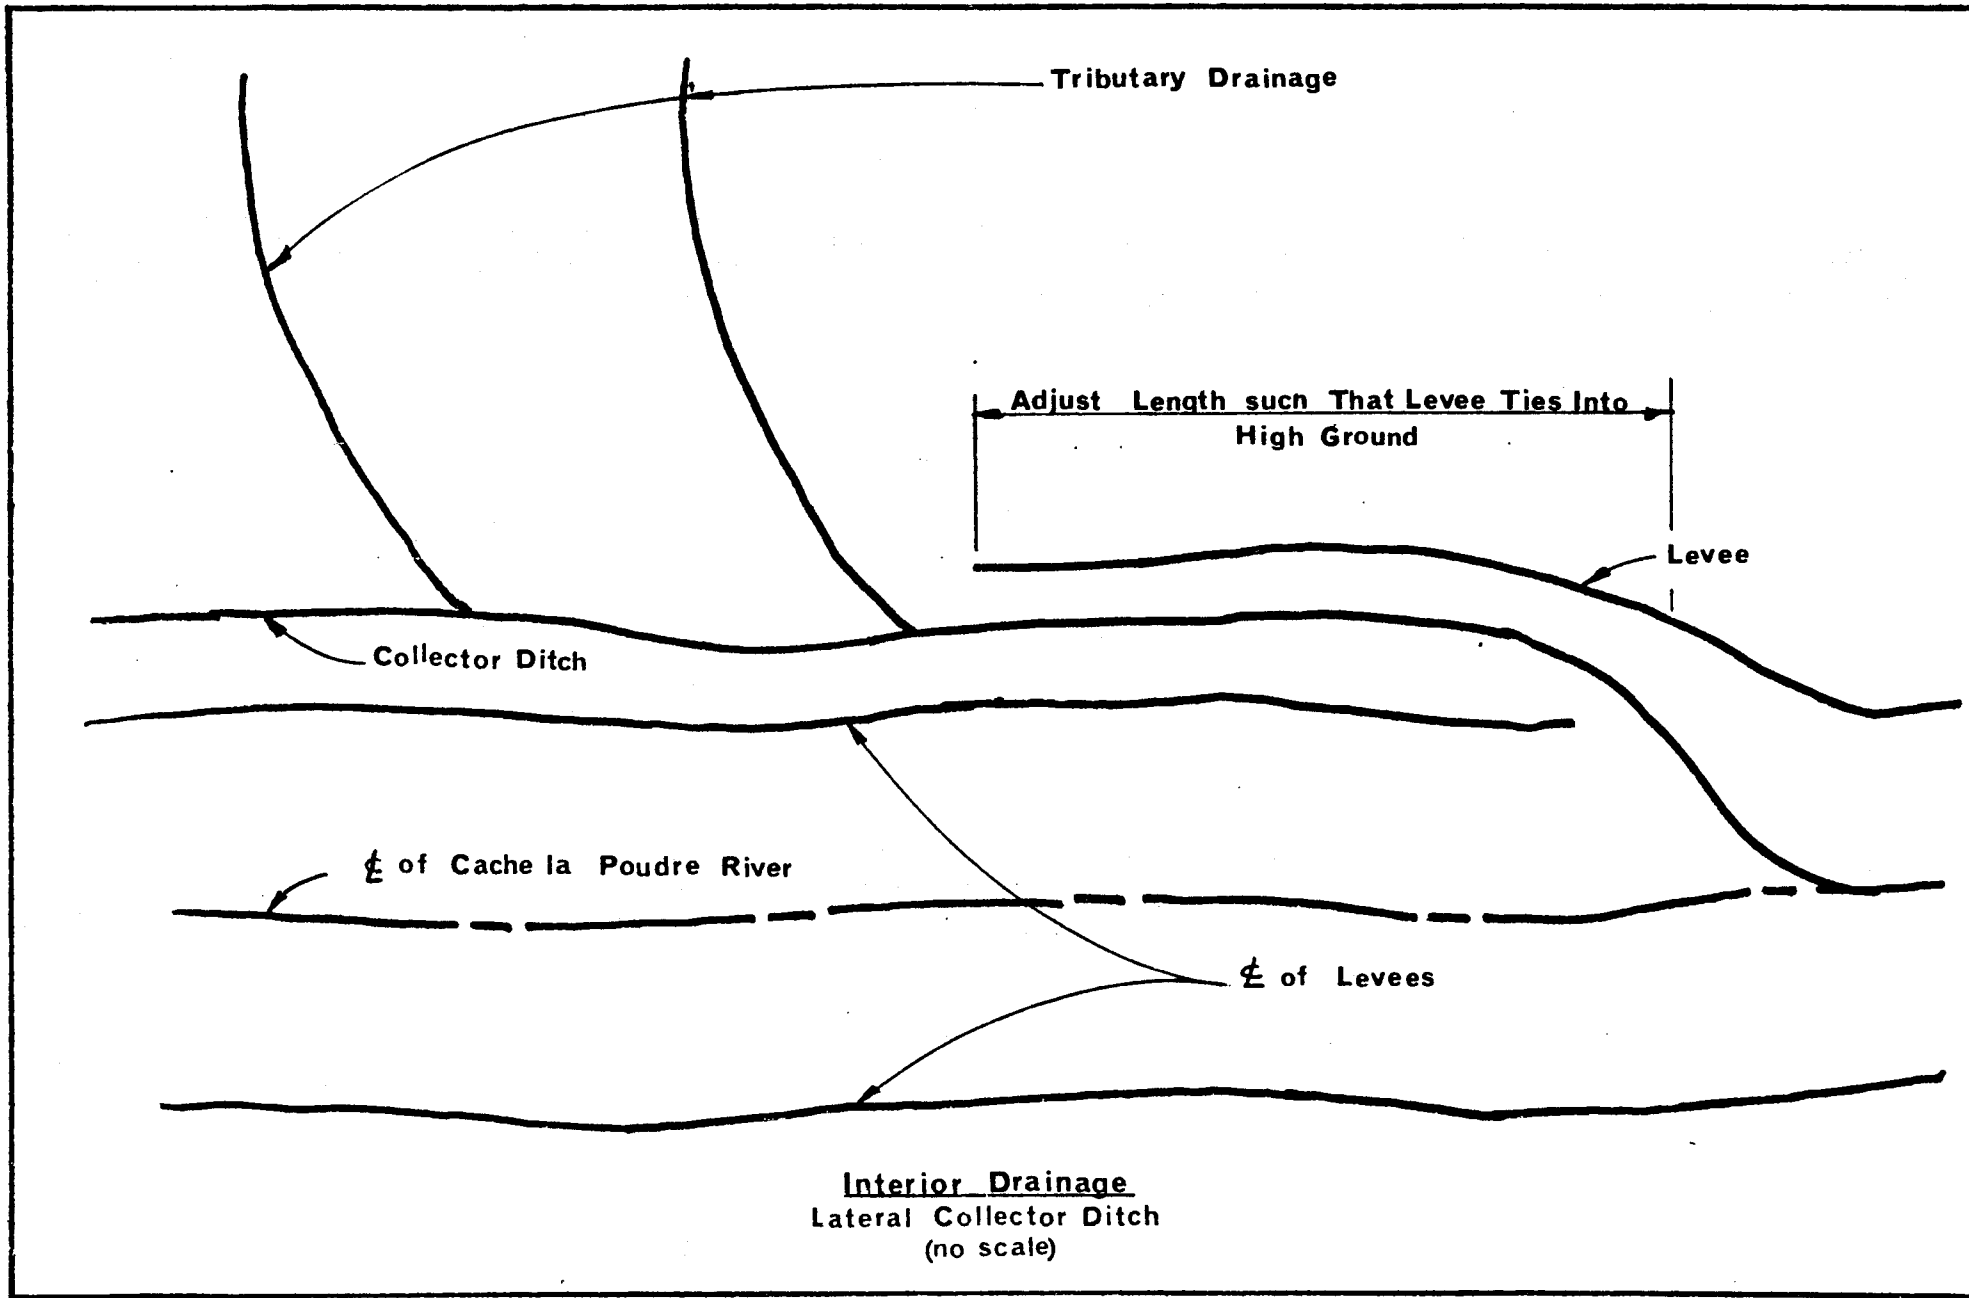 Tributary Drainage
Adjust Length sucn That Levee Ties Into
High Ground
Levee
Collector Ditch
℄ of Cache la Poudre River
℄ of Levees
Interior Drainage
Lateral Collector Ditch
(no scale)